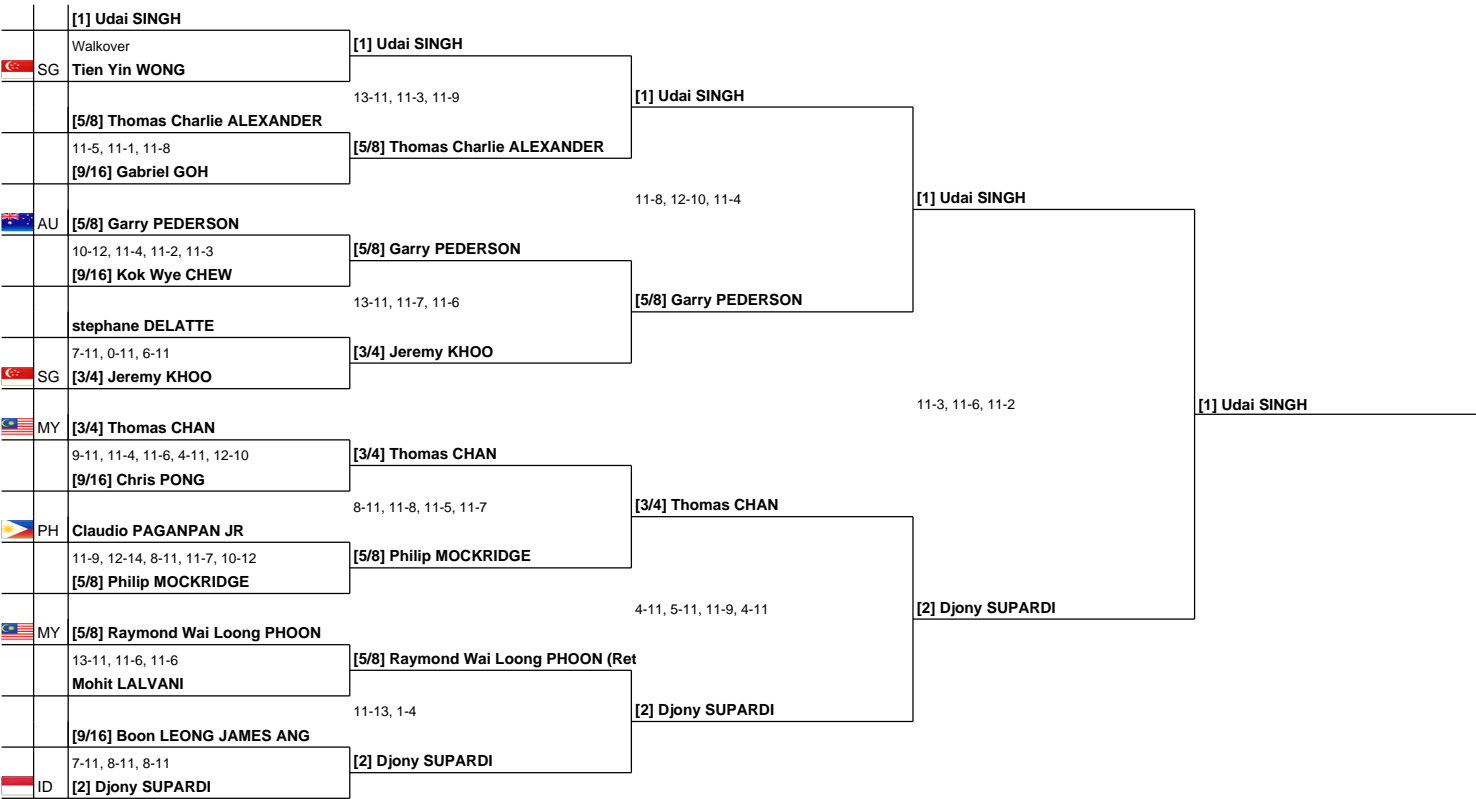 [1] Udai SINGH
Walkover
[1] Udai SINGH
SG Tien Yin WONG
13-11, 11-3, 11-9
[1] Udai SINGH
[5/8] Thomas Charlie ALEXANDER
11-5, 11-1, 11-8
[5/8] Thomas Charlie ALEXANDER
[9/16] Gabriel GOH
11-8, 12-10, 11-4
[1] Udai SINGH
AU [5/8] Garry PEDERSON
10-12, 11-4, 11-2, 11-3
[5/8] Garry PEDERSON
[9/16] Kok Wye CHEW
13-11, 11-7, 11-6
[5/8] Garry PEDERSON
stephane DELATTE
7-11, 0-11, 6-11
[3/4] Jeremy KHOO
SG [3/4] Jeremy KHOO
11-3, 11-6, 11-2
[1] Udai SINGH
MY [3/4] Thomas CHAN
9-11, 11-4, 11-6, 4-11, 12-10
[3/4] Thomas CHAN
[9/16] Chris PONG
8-11, 11-8, 11-5, 11-7
[3/4] Thomas CHAN
PH Claudio PAGANPAN JR
11-9, 12-14, 8-11, 11-7, 10-12
[5/8] Philip MOCKRIDGE
[5/8] Philip MOCKRIDGE
4-11, 5-11, 11-9, 4-11
[2] Djony SUPARDI
MY [5/8] Raymond Wai Loong PHOON
13-11, 11-6, 11-6
[5/8] Raymond Wai Loong PHOON (Ret
Mohit LALVANI
11-13, 1-4
[2] Djony SUPARDI
[9/16] Boon LEONG JAMES ANG
7-11, 8-11, 8-11
[2] Djony SUPARDI
ID [2] Djony SUPARDI